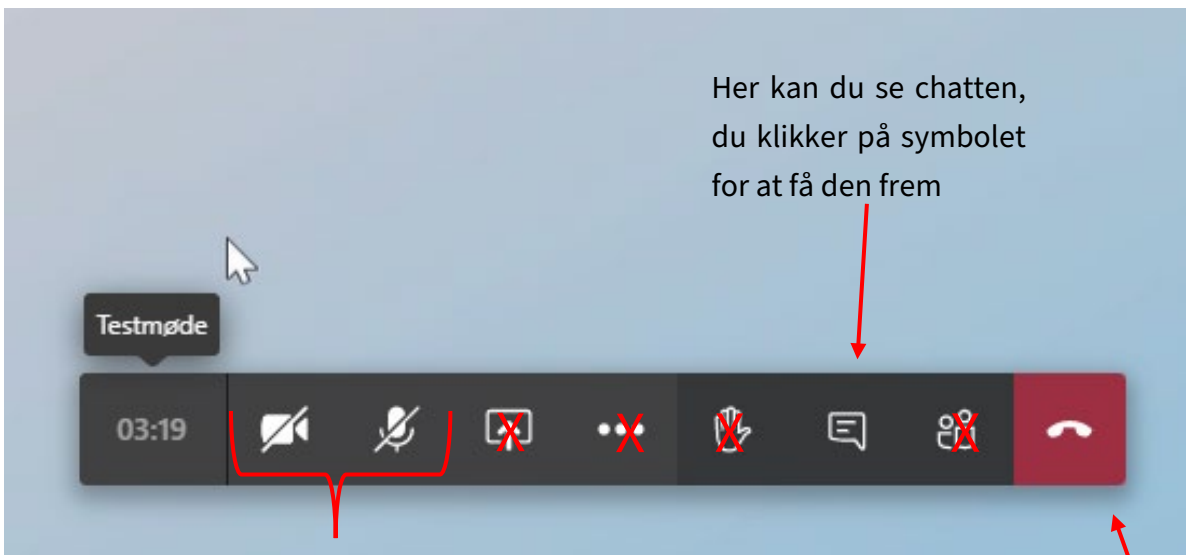 Her kan du se chatten,
du klikker på symbolet
for at få den frem
Testmøde
03:19
X X X X